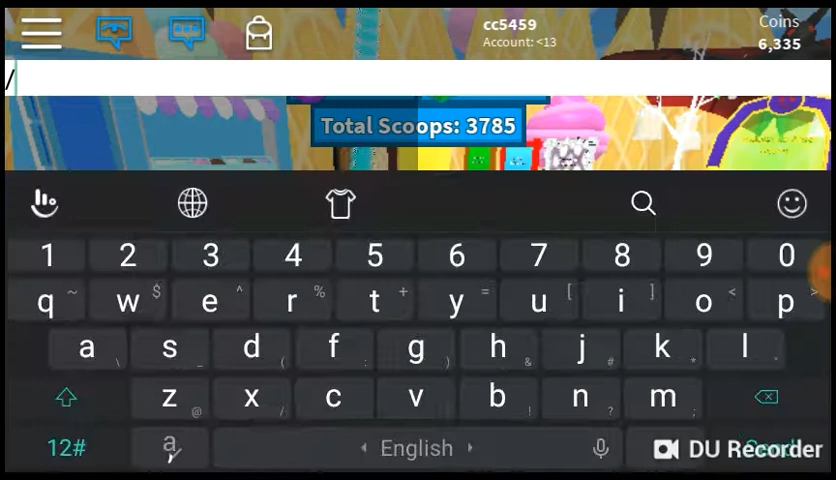 cc5459
Account: <13
Coins
6,335
/
Total Scoops: 3785
1 2 3 4 5 6 7 8 9 0
q ~ w $ e ^ r % t + y = u [ i ] o < p >
a \ s _ d ( f : g ) h & j # k * l "
z @ x / c v b ! n ? m ;
12# a English DU Recorder